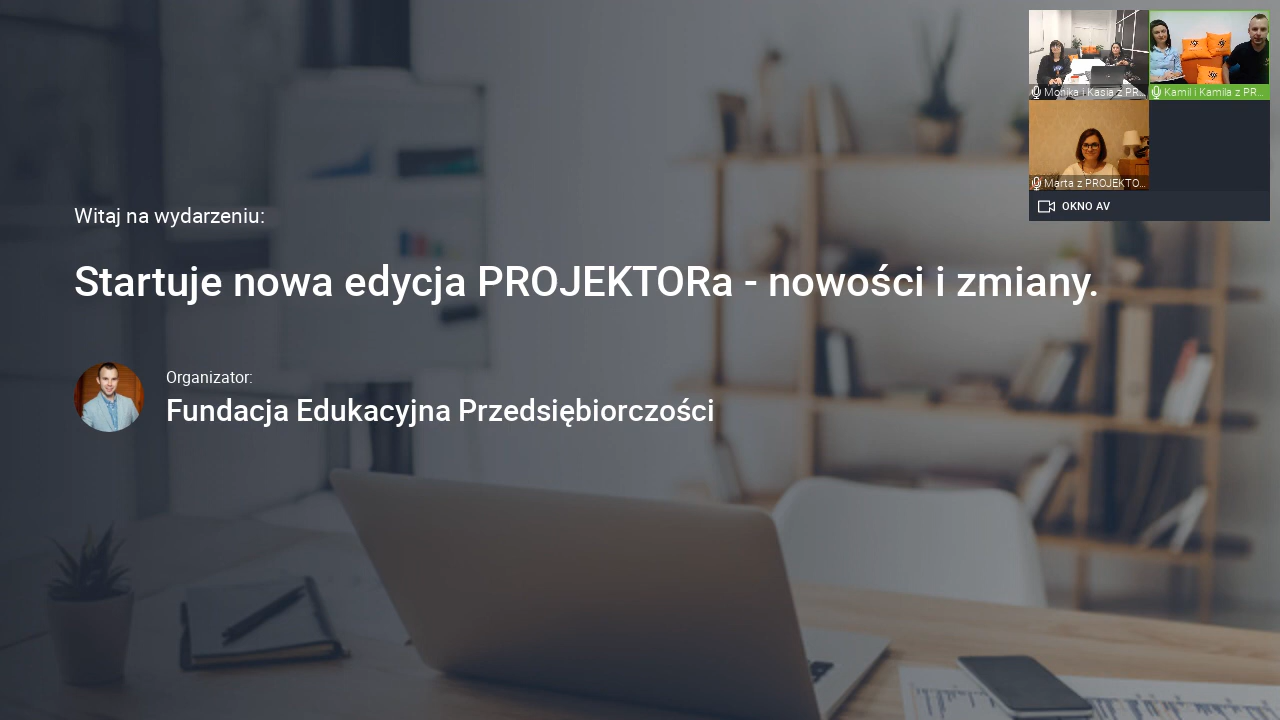 Monika i Kasia z PR...
Kamil i Kamila z PR...
Marta z PROJEKTO...
OKNO AV
Witaj na wydarzeniu:
Startuje nowa edycja PROJEKTORa - nowości i zmiany.
Organizator:
Fundacja Edukacyjna Przedsiębiorczości